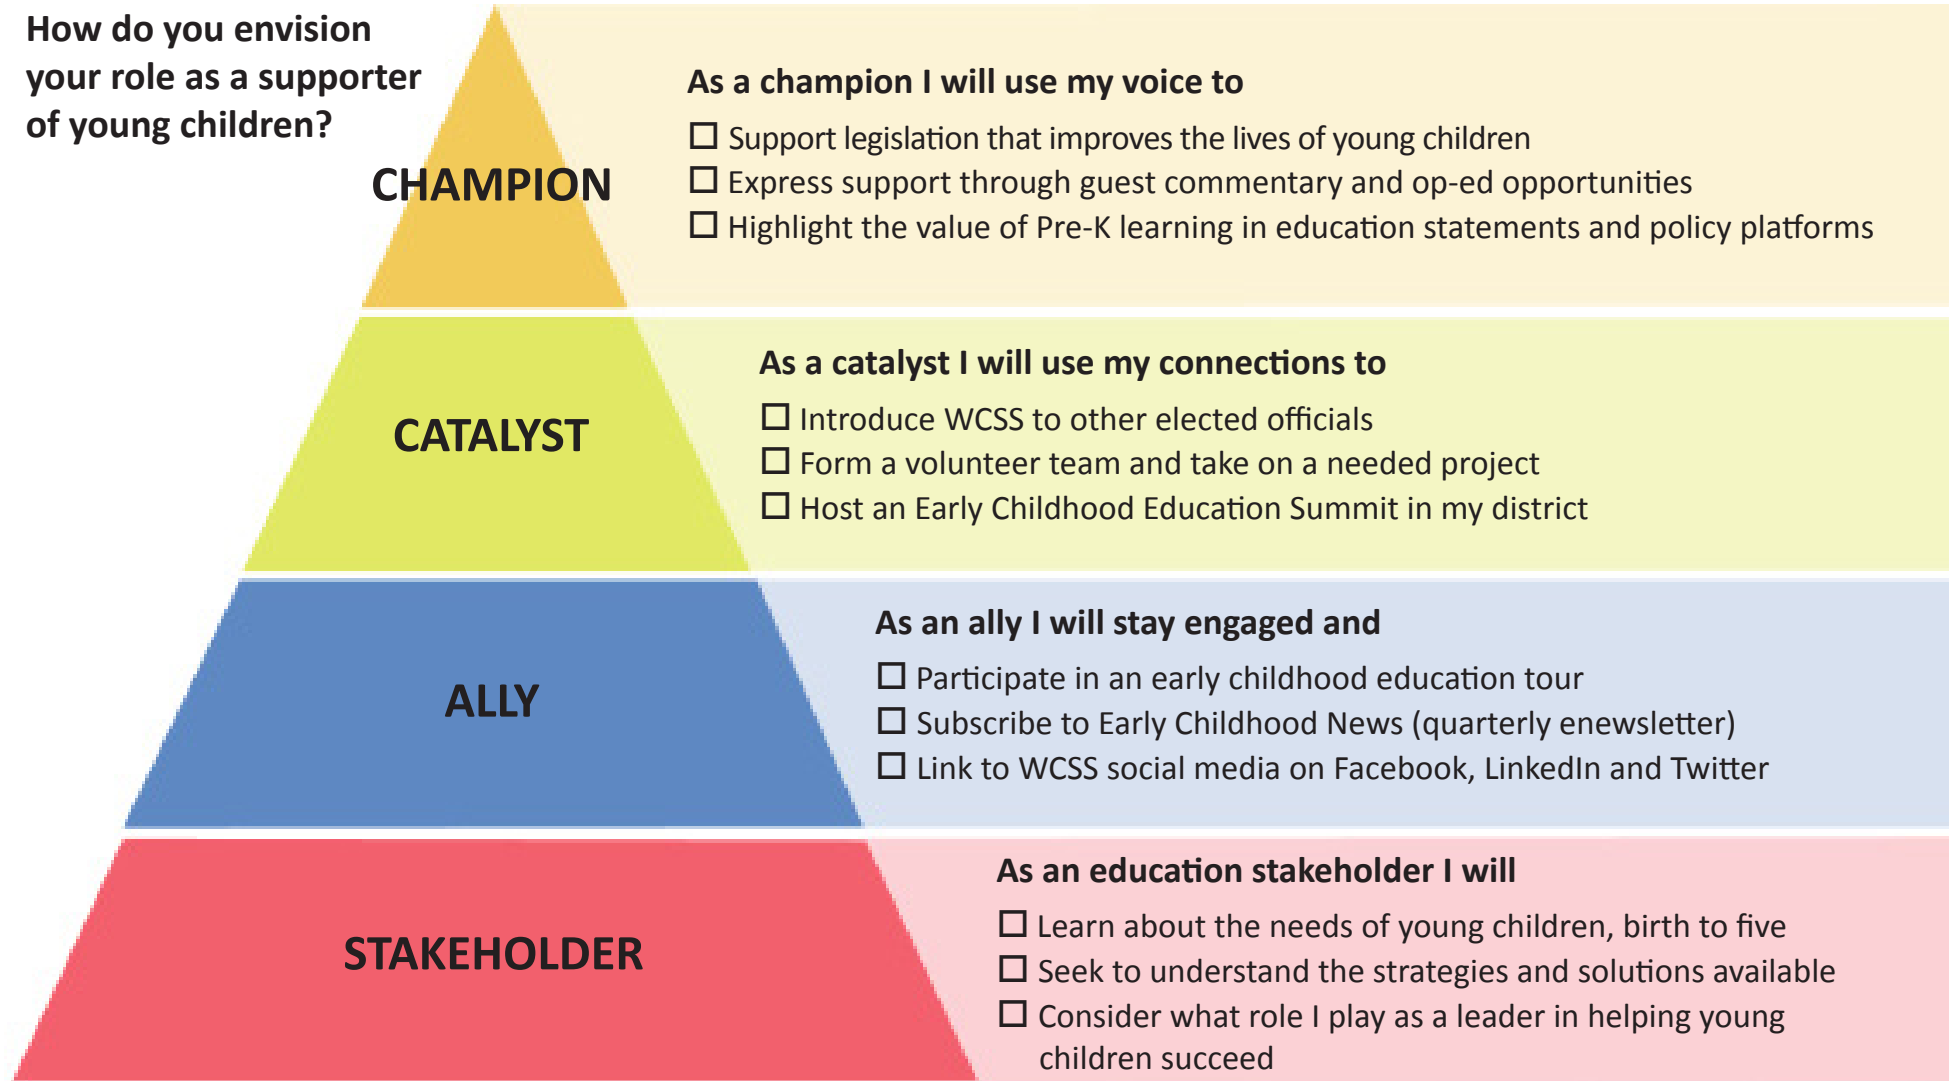 How do you envision
your role as a supporter
of young children?
CHAMPION
As a champion I will use my voice to
☐ Support legislation that improves the lives of young children
☐ Express support through guest commentary and op-ed opportunities
☐ Highlight the value of Pre-K learning in education statements and policy platforms
CATALYST
As a catalyst I will use my connections to
☐ Introduce WCSS to other elected officials
☐ Form a volunteer team and take on a needed project
☐ Host an Early Childhood Education Summit in my district
ALLY
As an ally I will stay engaged and
☐ Participate in an early childhood education tour
☐ Subscribe to Early Childhood News (quarterly enewsletter)
☐ Link to WCSS social media on Facebook, LinkedIn and Twitter
STAKEHOLDER
As an education stakeholder I will
☐ Learn about the needs of young children, birth to five
☐ Seek to understand the strategies and solutions available
☐ Consider what role I play as a leader in helping young
children succeed